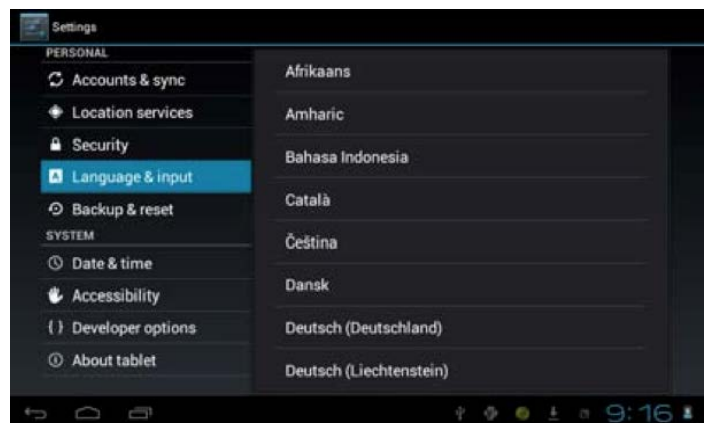 Settings
PERSONAL
Accounts & sync
Location services
Security
Language & input
Backup & reset
SYSTEM
Date & time
Accessibility
{ } Developer options
About tablet
Afrikaans
Amharic
Bahasa Indonesia
Català
Čeština
Dansk
Deutsch (Deutschland)
Deutsch (Liechtenstein)
9:16